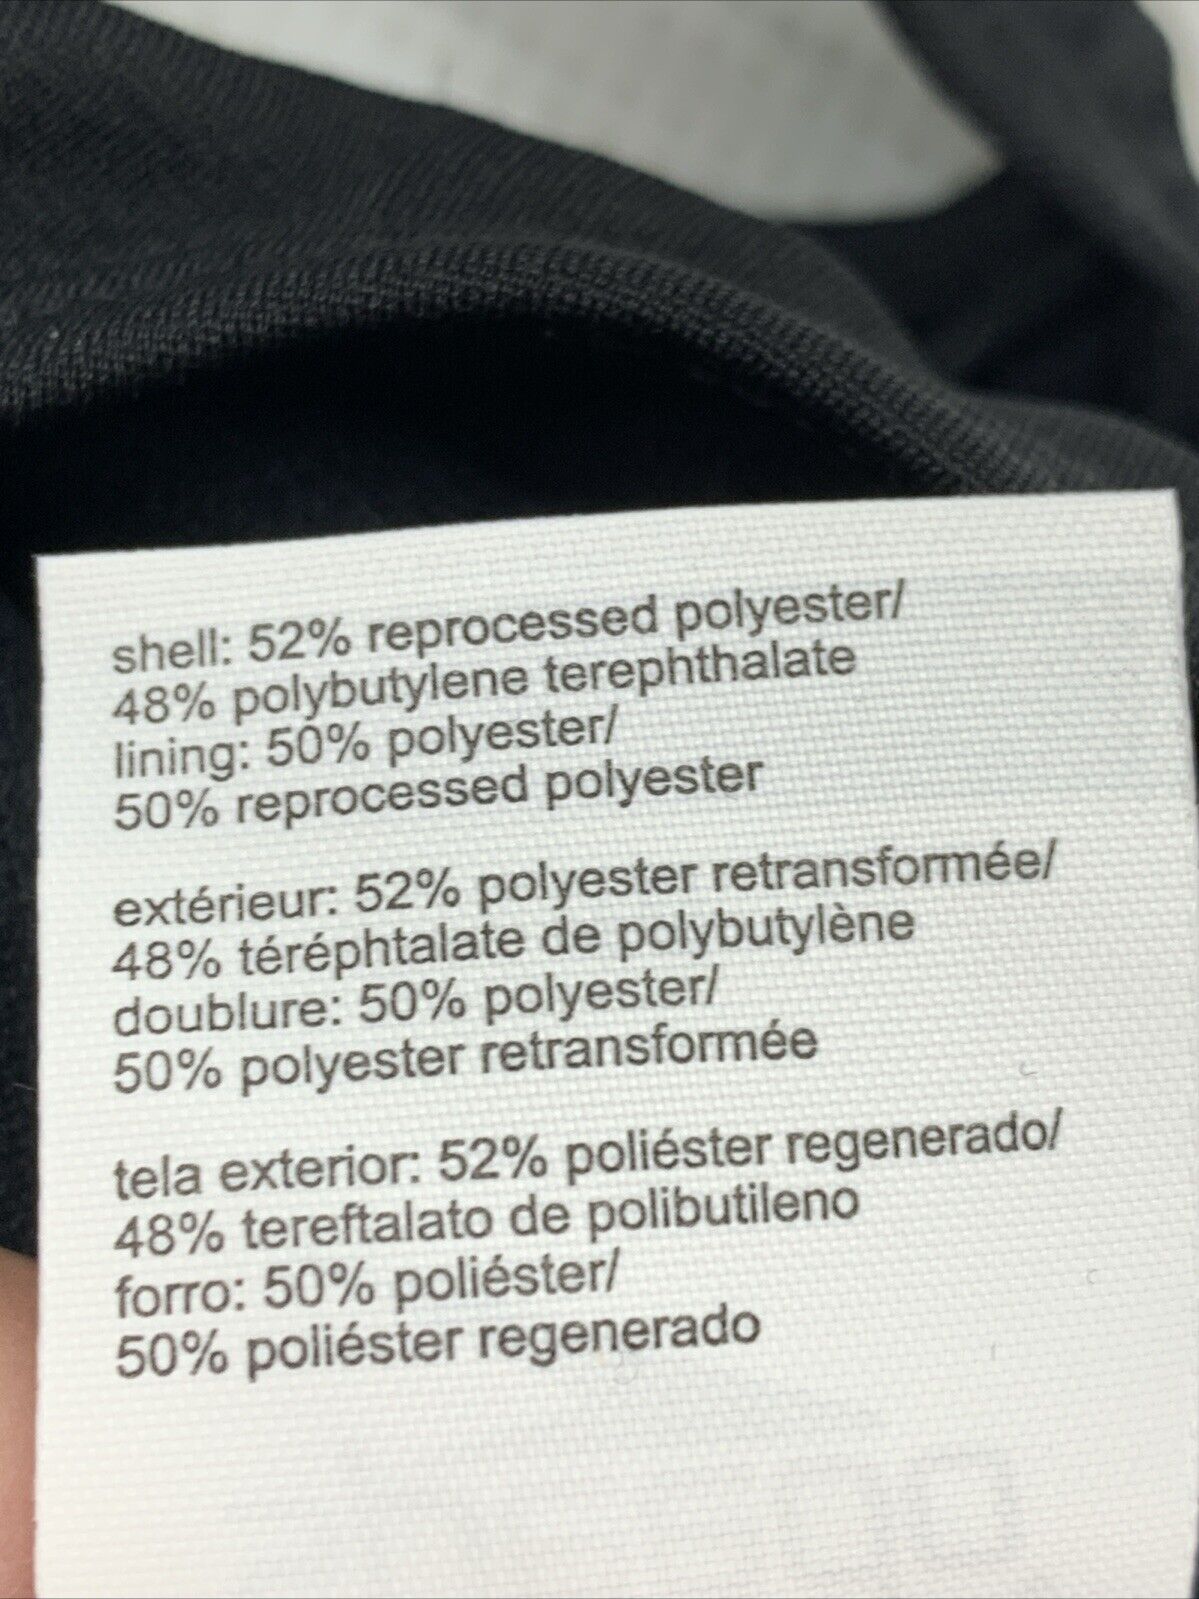 shell: 52% reprocessed polyester/
48% polybutylene terephthalate
lining: 50% polyester/
50% reprocessed polyester
extérieur: 52% polyester retransformée/
48% téréphtalate de polybutylène
doublure: 50% polyester/
50% polyester retransformée
tela exterior: 52% poliéster regenerado/
48% tereftalato de polibutileno
forro: 50% poliéster/
50% poliéster regenerado